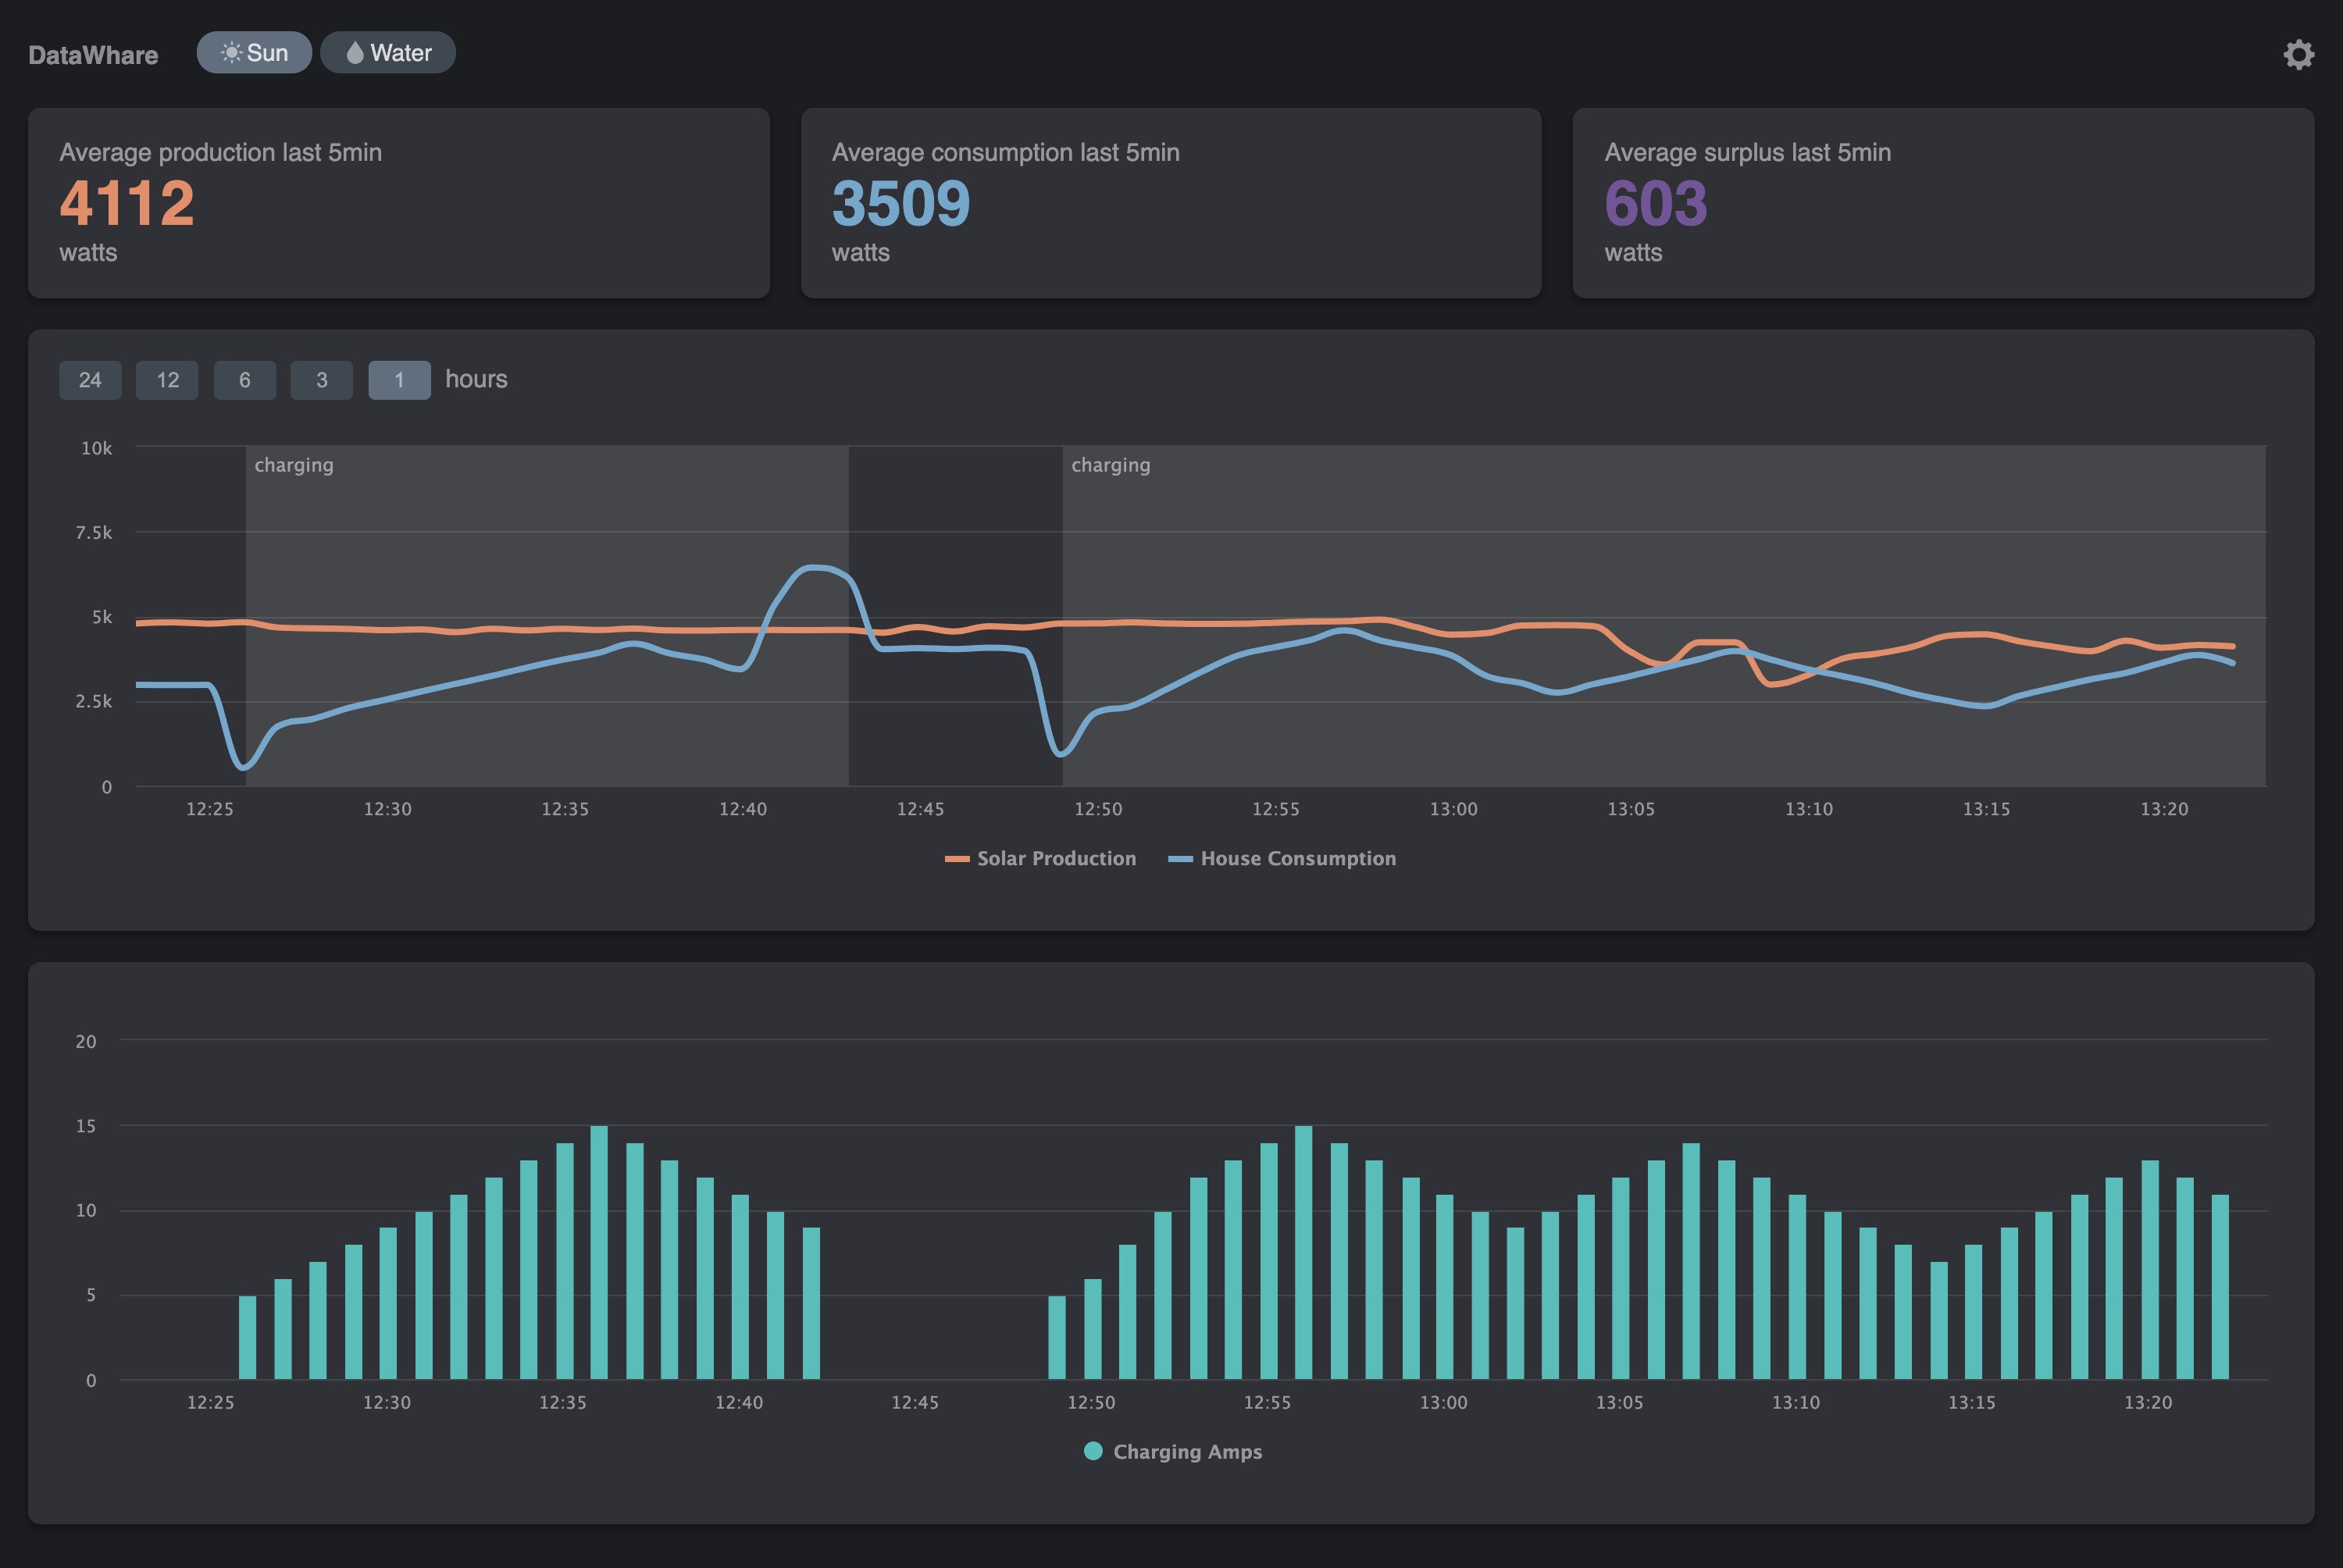 DataWhare
Sun
Water
Average production last 5min
4112
watts
Average consumption last 5min
3509
watts
Average surplus last 5min
603
watts
24 12 6 3 1 hours
10k
7.5k
5k
2.5k
0
charging
charging
12:25 12:30 12:35 12:40 12:45 12:50 12:55 13:00 13:05 13:10 13:15 13:20
Solar Production House Consumption
20
15
10
5
0
12:25 12:30 12:35 12:40 12:45 12:50 12:55 13:00 13:05 13:10 13:15 13:20
Charging Amps